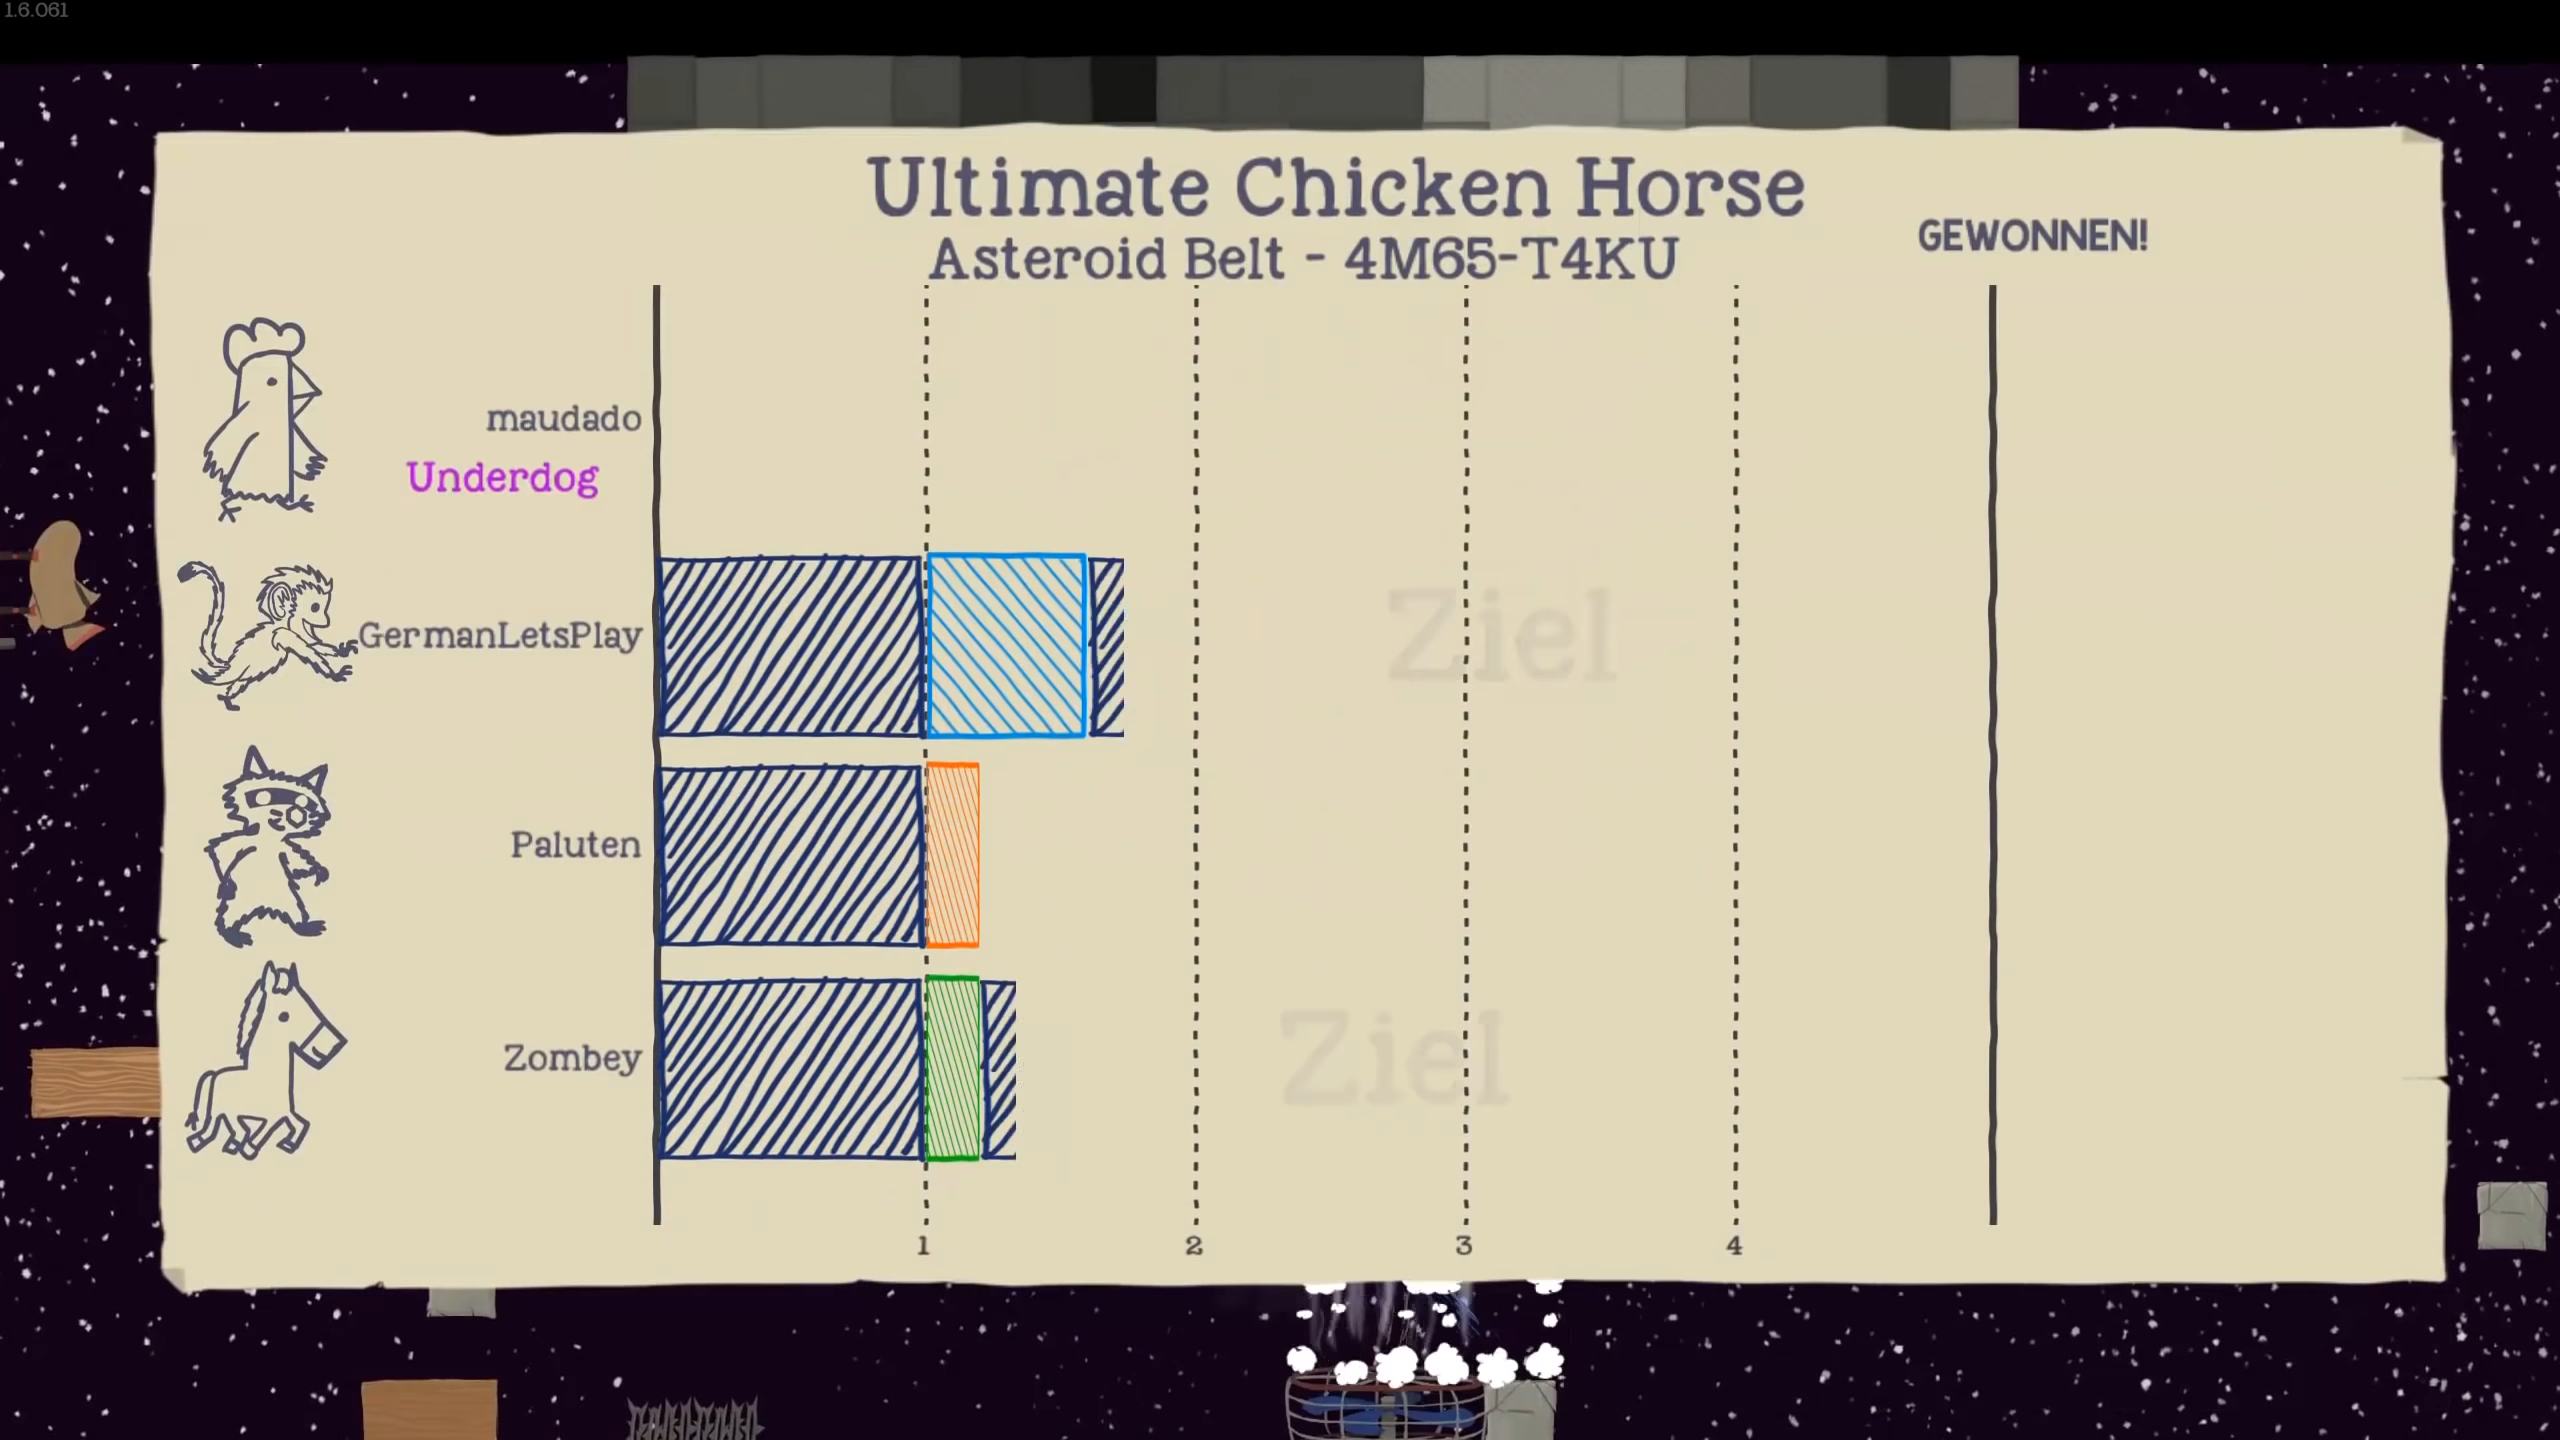 1.6.061
Ultimate Chicken Horse
GEWONNEN!
Asteroid Belt - 4M65-T4KU
maudado
Underdog
GermanLetsPlay
Ziel
Paluten
Zombey
Ziel
1 2 3 4